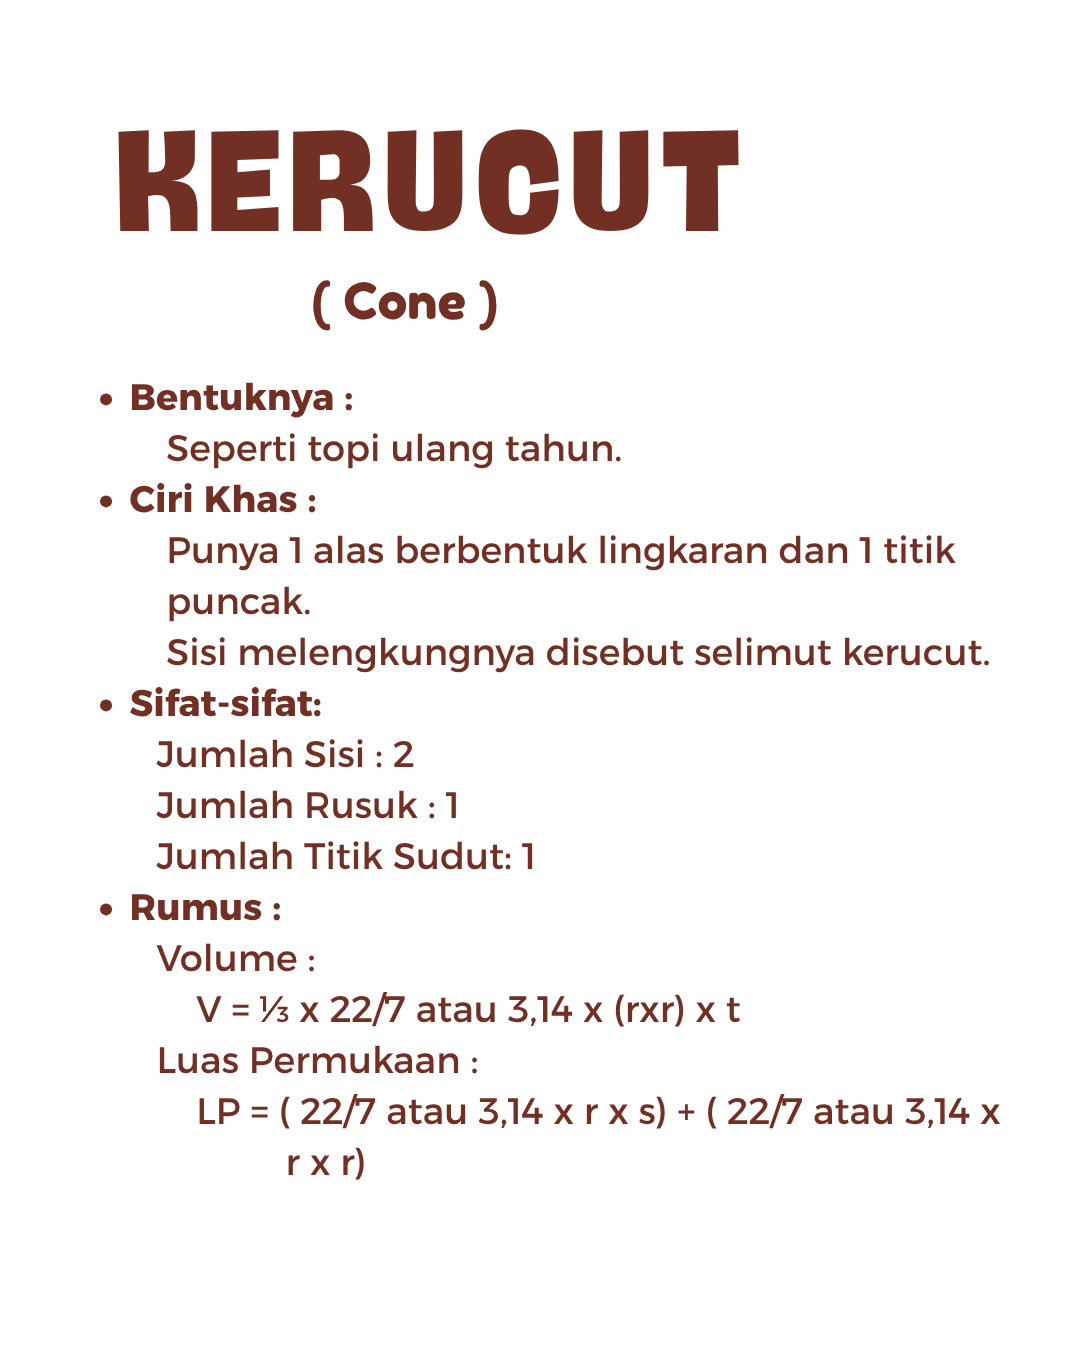 KERUCUT
( Cone )
• Bentuknya :
Seperti topi ulang tahun.
• Ciri Khas :
Punya 1 alas berbentuk lingkaran dan 1 titik
puncak.
Sisi melengkungnya disebut selimut kerucut.
• Sifat-sifat:
Jumlah Sisi : 2
Jumlah Rusuk : 1
Jumlah Titik Sudut: 1
• Rumus :
Volume :
V = ⅓ x 22/7 atau 3,14 x (rxr) x t
Luas Permukaan :
LP = ( 22/7 atau 3,14 x r x s) + ( 22/7 atau 3,14 x
r x r)